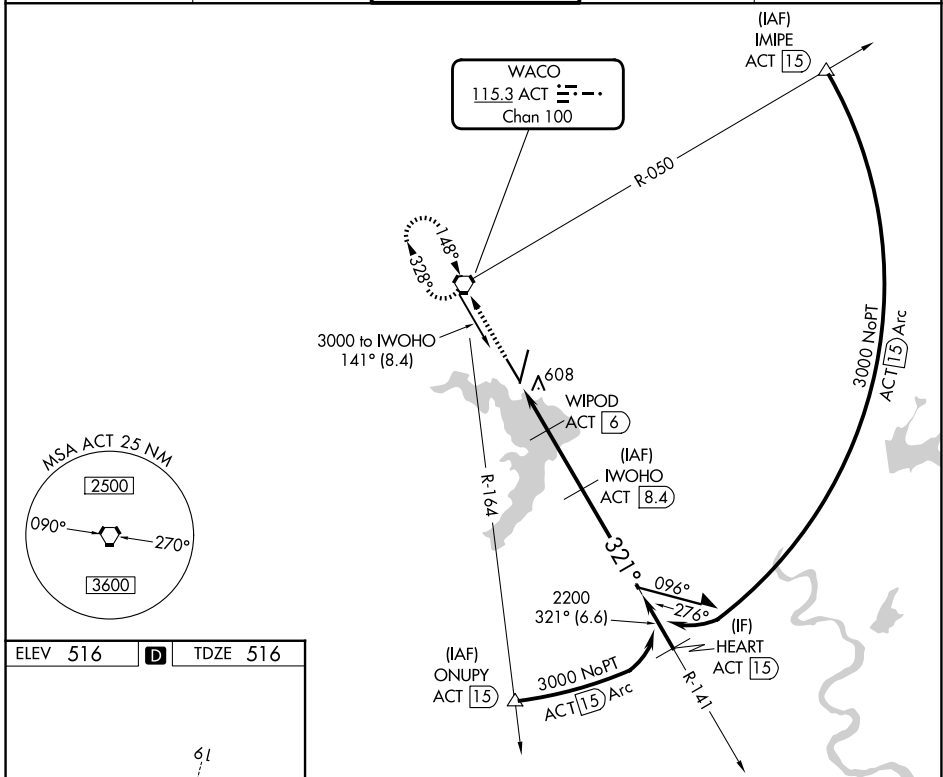 (IAF)
IMIPE
ACT 15
WACO
115.3 ACT
Chan 100
R-050
148°
328°
3000 to IWOHO
141° (8.4)
608
WIPOD
ACT 6
(IAF)
IWOHO
ACT 8.4
3000 NoPT
ACT 15 Arc
R-164
MSA ACT 25 NM
2500
090°
270°
3600
321°
096°
276°
2200
321° (6.6)
(IF)
HEART
ACT 15
R-141
(IAF)
ONUPY
ACT 15
3000 NoPT
ACT 15 Arc
ELEV 516 D TDZE 516
19